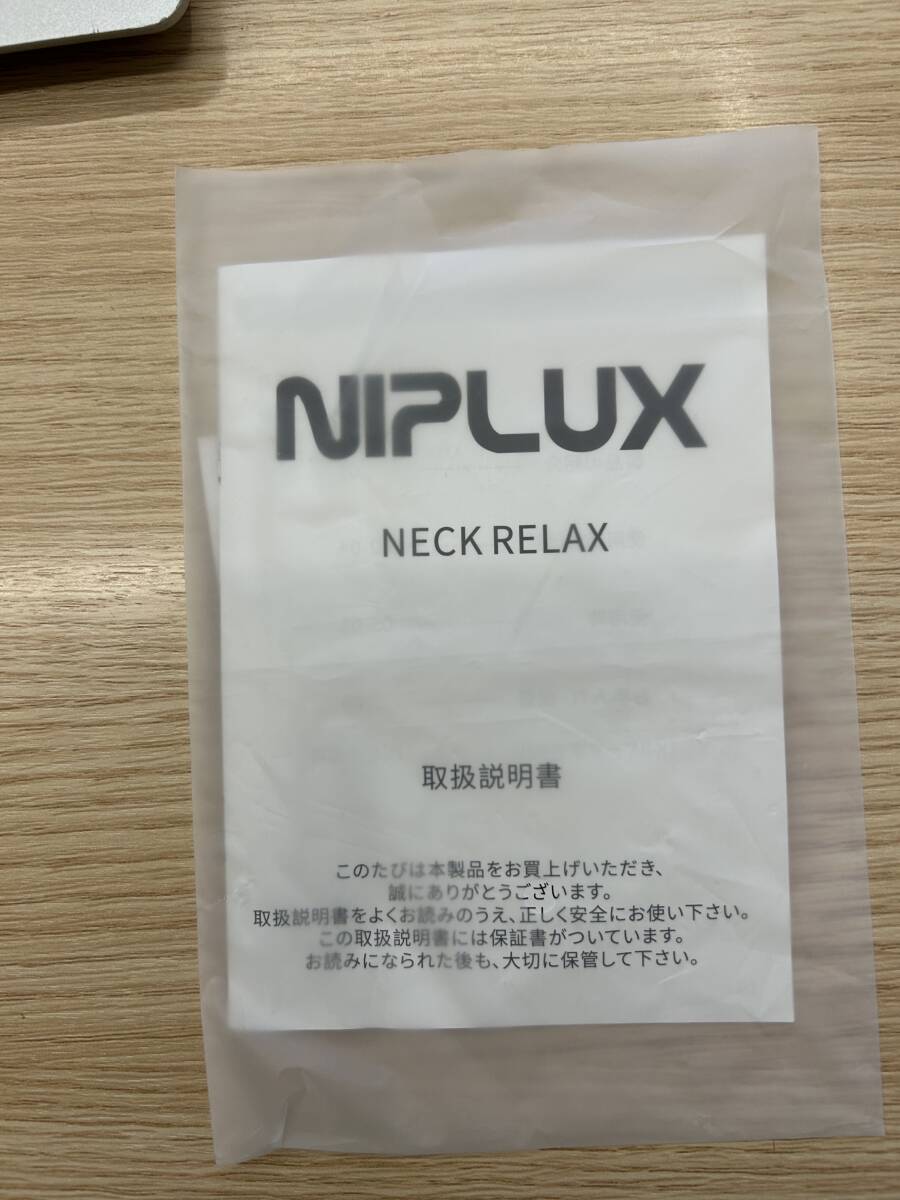 NIPLUX
NECK RELAX
取扱説明書
このたびは本製品をお買上げいただき、
誠にありがとうございます。
取扱説明書をよくお読みのうえ、正しく安全にお使い下さい。
この取扱説明書には保証書がついています。
お読みになられた後も、大切に保管して下さい。